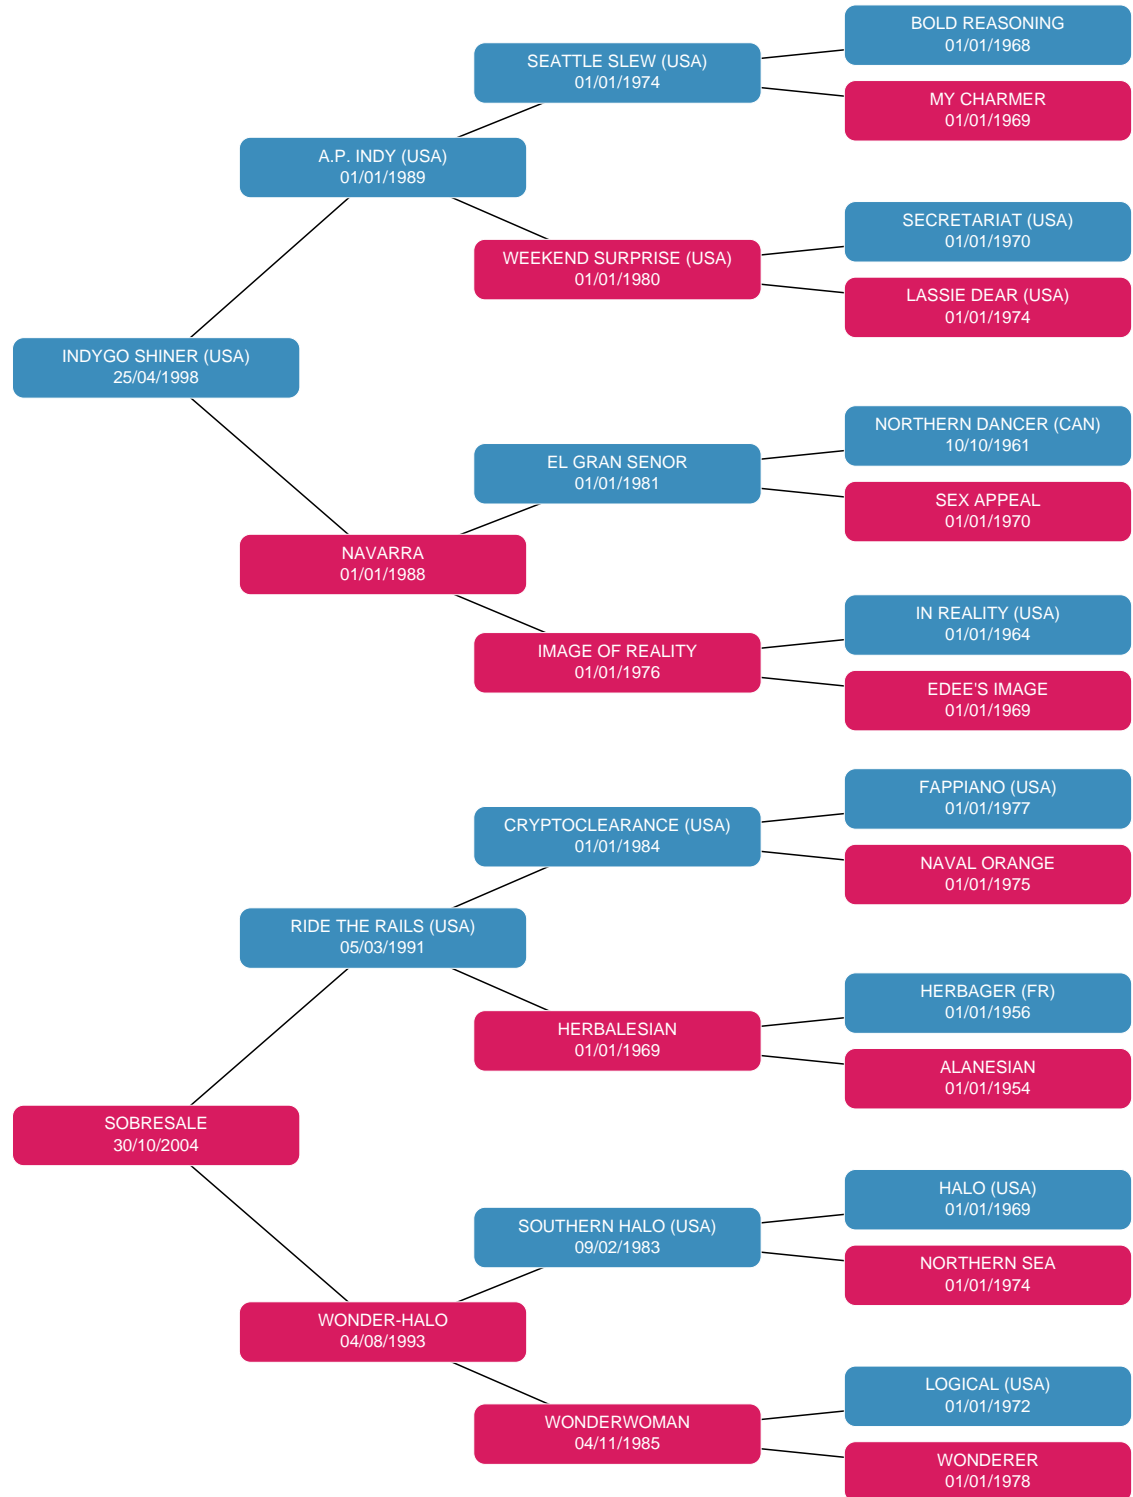 BOLD REASONING
01/01/1968
SEATTLE SLEW (USA)
01/01/1974
MY CHARMER
01/01/1969
A.P. INDY (USA)
01/01/1989
SECRETARIAT (USA)
01/01/1970
WEEKEND SURPRISE (USA)
01/01/1980
LASSIE DEAR (USA)
01/01/1974
INDYGO SHINER (USA)
25/04/1998
NORTHERN DANCER (CAN)
10/10/1961
EL GRAN SENOR
01/01/1981
SEX APPEAL
01/01/1970
NAVARRA
01/01/1988
IN REALITY (USA)
01/01/1964
IMAGE OF REALITY
01/01/1976
EDEE'S IMAGE
01/01/1969
FAPPIANO (USA)
01/01/1977
CRYPTOCLEARANCE (USA)
01/01/1984
NAVAL ORANGE
01/01/1975
RIDE THE RAILS (USA)
05/03/1991
HERBAGER (FR)
01/01/1956
HERBALESIAN
01/01/1969
ALANESIAN
01/01/1954
SOBRESALE
30/10/2004
HALO (USA)
01/01/1969
SOUTHERN HALO (USA)
09/02/1983
NORTHERN SEA
01/01/1974
WONDER-HALO
04/08/1993
LOGICAL (USA)
01/01/1972
WONDERWOMAN
04/11/1985
WONDERER
01/01/1978